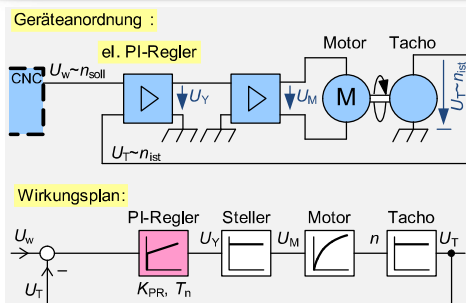 Geräteanordnung :
el. PI-Regler
Motor
Tacho
CNC
Uw~nsoll
UY
UM
M
UT~nist
UT~nist
Wirkungsplan:
PI-Regler
Steller
Motor
Tacho
Uw
UY
UM
n
UT
UT
–
KPR, Tn